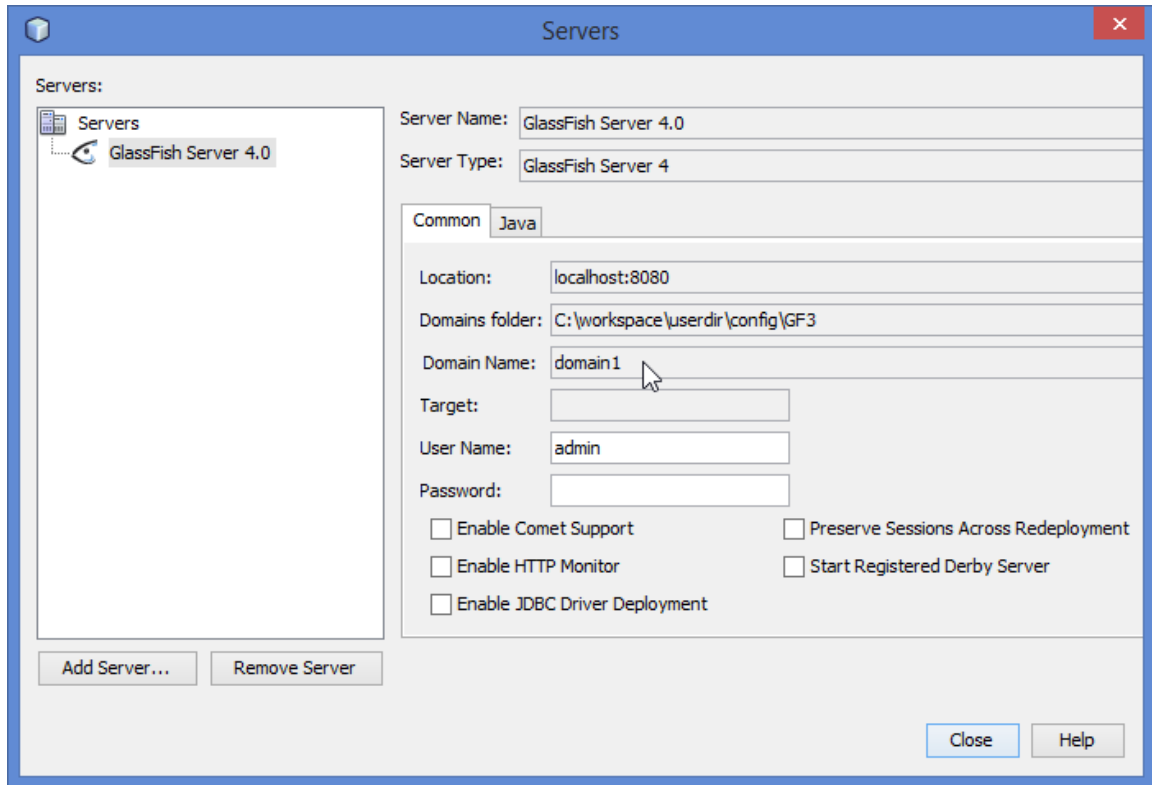 Servers
Servers:
Servers
GlassFish Server 4.0
Server Name: GlassFish Server 4.0
Server Type: GlassFish Server 4
Common Java
Location: localhost:8080
Domains folder: C:\workspace\userdir\config\GF3
Domain Name: domain1
Target:
User Name: admin
Password:
Enable Comet Support Preserve Sessions Across Redeployment
Enable HTTP Monitor Start Registered Derby Server
Enable JDBC Driver Deployment
Add Server... Remove Server
Close Help